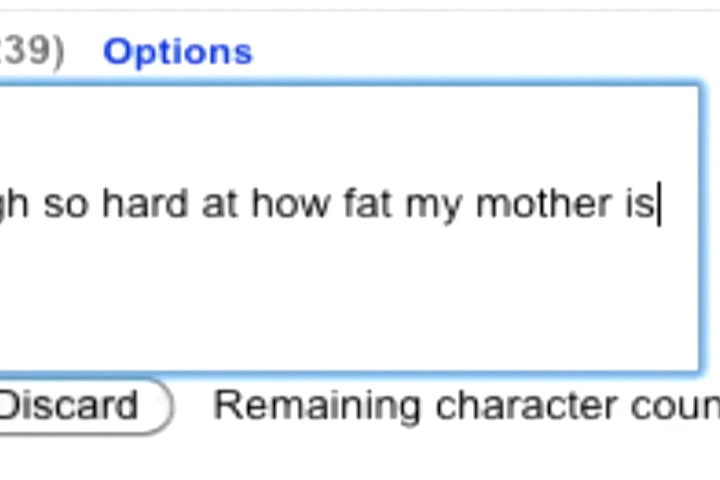 :39) Options
gh so hard at how fat my mother is
Discard
Remaining character coun